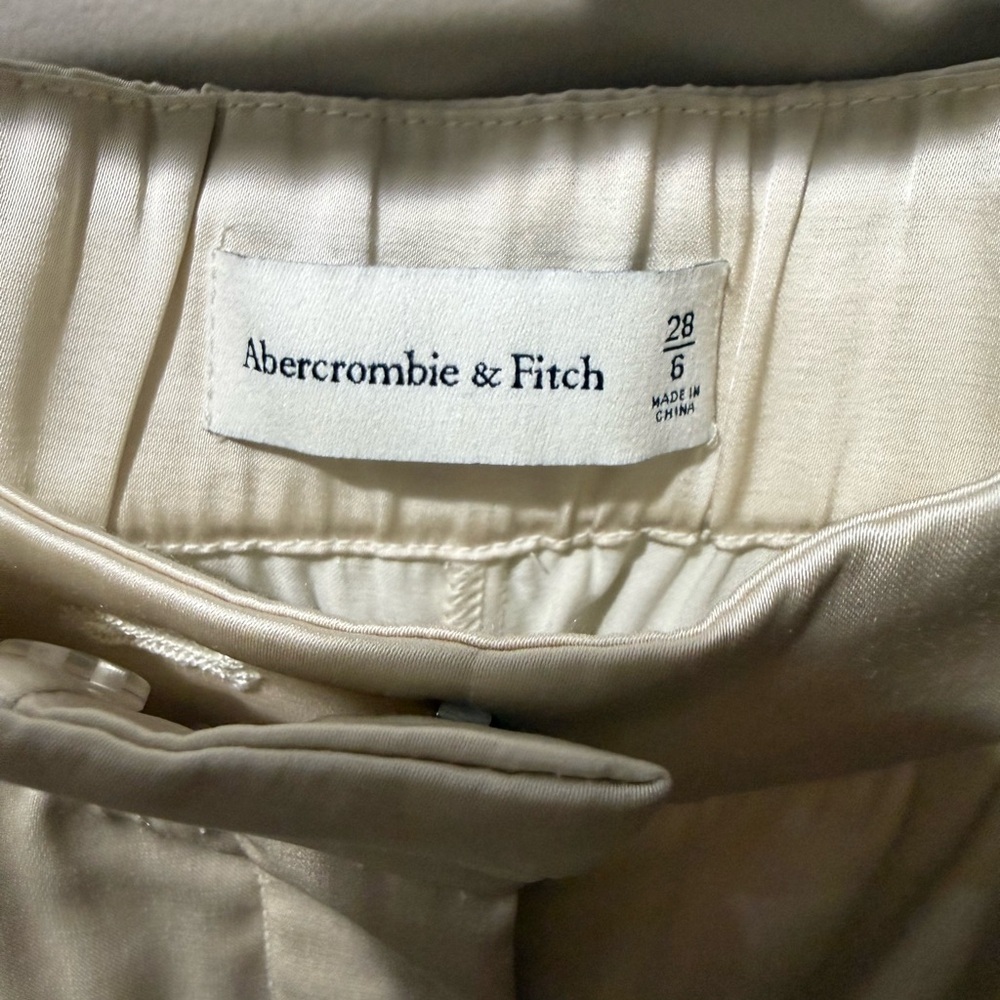 Abercrombie & Fitch
28
6
MADE IN
CHINA